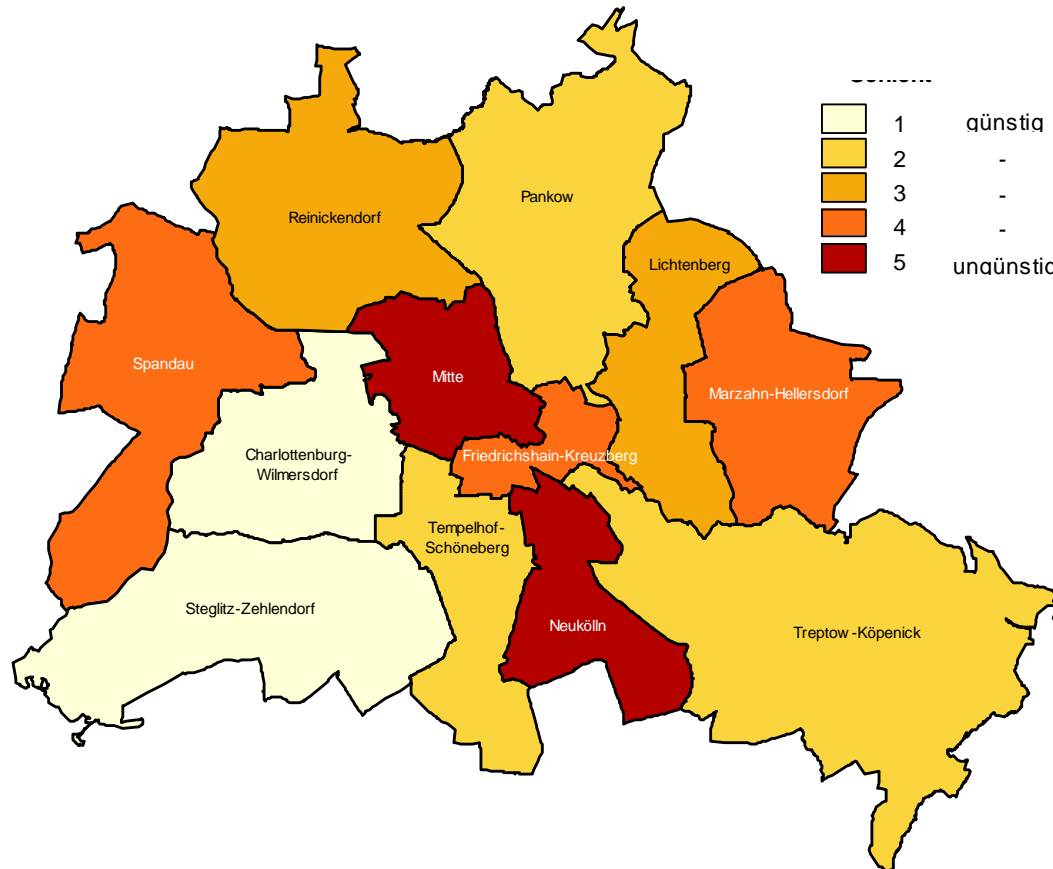 1 günstig
2 -
Pankow
3 -
Reinickendorf
4 -
Lichtenberg
5 ungünstig
Spandau
Mitte
Marzahn-Hellersdorf
Charlottenburg-
Wilmersdorf
Friedrichshain-Kreuzberg
Tempelhof-
Schöneberg
Steglitz-Zehlendorf
Neukölln
Treptow-Köpenick